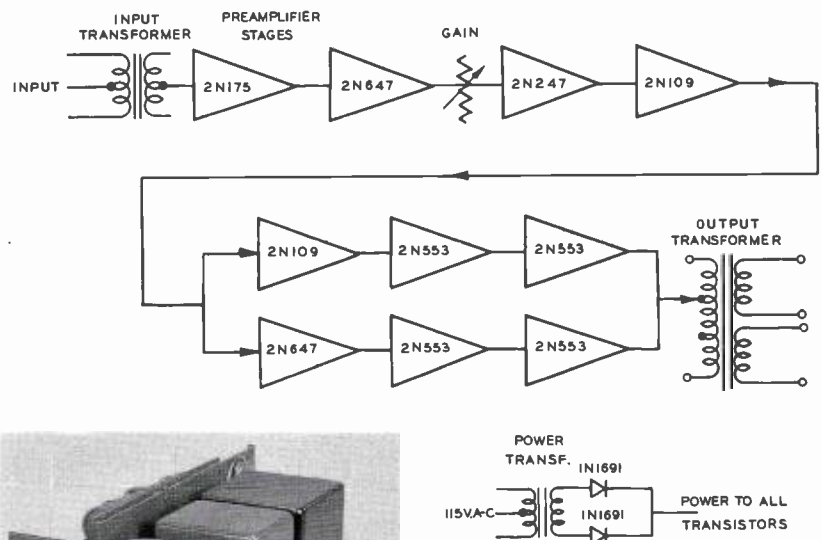 INPUT
TRANSFORMER
PREAMPLIFIER
STAGES
GAIN
INPUT
2N175
2N647
2N247
2N109
2N109
2N553
2N553
OUTPUT
TRANSFORMER
2N647
2N553
2N553
POWER
TRANSF.
1N1691
115V.A-C
1N1691
POWER TO ALL
TRANSISTORS